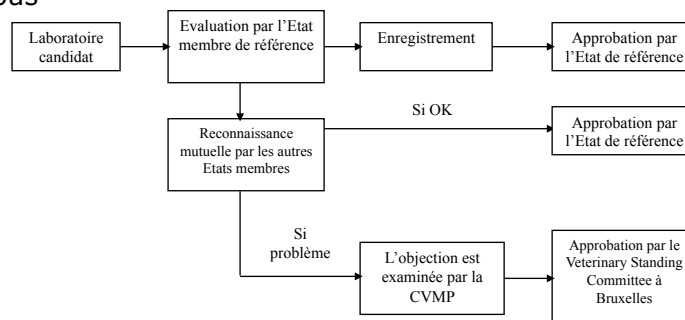 Laboratoire
candidat
Evaluation par l’Etat
membre de référence
Enregistrement
Approbation par
l’Etat de référence
Reconnaissance
mutuelle par les autres
Etats membres
Si OK
Approbation par
l’Etat de référence
Si
problème
L’objection est
examinée par la
CVMP
Approbation par le
Veterinary Standing
Committee à
Bruxelles